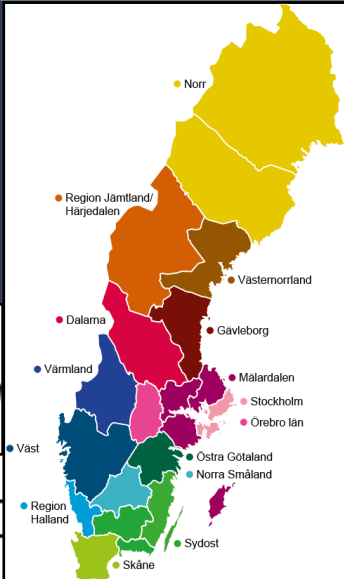 Norr
Region Jämtland/
Härjedalen
Västernorrland
Dalarna
Gävleborg
Värmland
Mälardalen
Stockholm
Örebro län
Väst
Östra Götaland
Norra Småland
Region
Halland
Sydost
Skåne